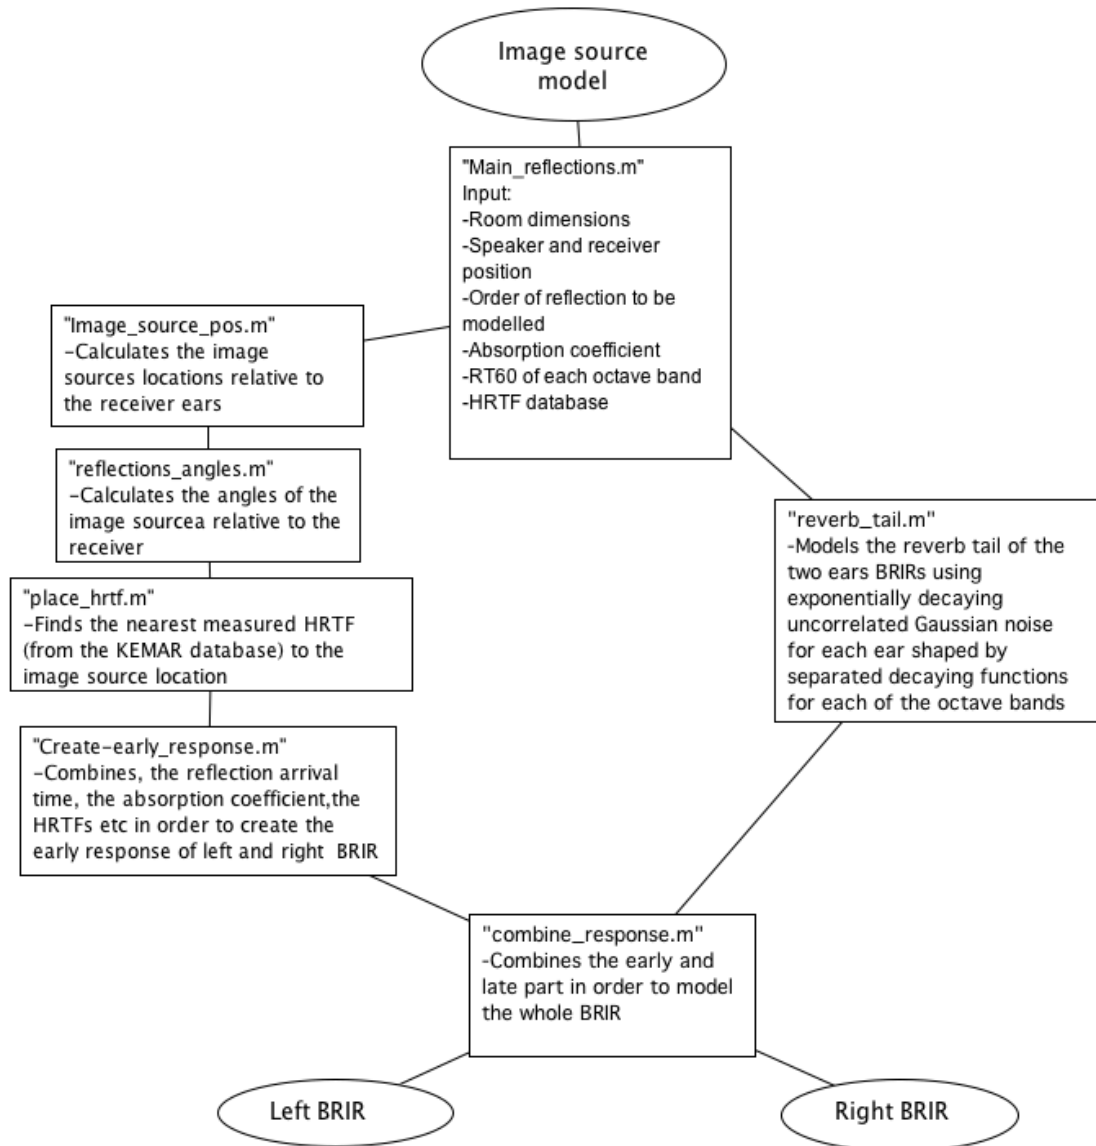 Image source
model
"Main_reflections.m"
Input:
-Room dimensions
-Speaker and receiver
position
-Order of reflection to be
modelled
-Absorption coefficient
-RT60 of each octave band
-HRTF database
"Image_source_pos.m"
-Calculates the image
sources locations relative to
the receiver ears
"reflections_angles.m"
-Calculates the angles of the
image sourcea relative to the
receiver
"place_hrtf.m"
-Finds the nearest measured HRTF
(from the KEMAR database) to the
image source location
"Create-early_response.m"
-Combines, the reflection arrival
time, the absorption coefficient,the
HRTFs etc in order to create the
early response of left and right BRIR
"reverb_tail.m"
-Models the reverb tail of the
two ears BRIRs using
exponentially decaying
uncorrelated Gaussian noise
for each ear shaped by
separated decaying functions
for each of the octave bands
"combine_response.m"
-Combines the early and
late part in order to model
the whole BRIR
Left BRIR
Right BRIR